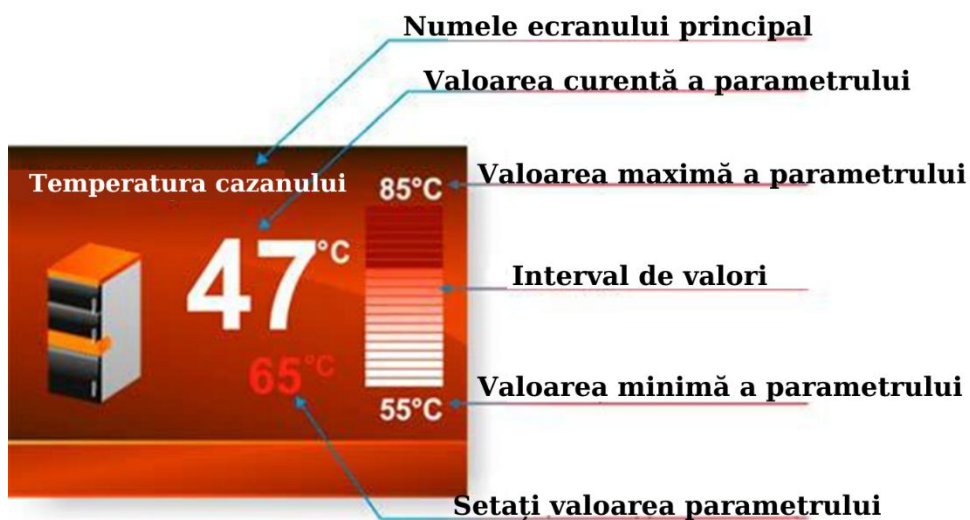 Numele ecranului principal
Valoarea curentă a parametrului
Temperatura cazanului
85°C
Valoarea maximă a parametrului
47°C
Interval de valori
65°C
55°C
Valoarea minimă a parametrului
Setați valoarea parametrului